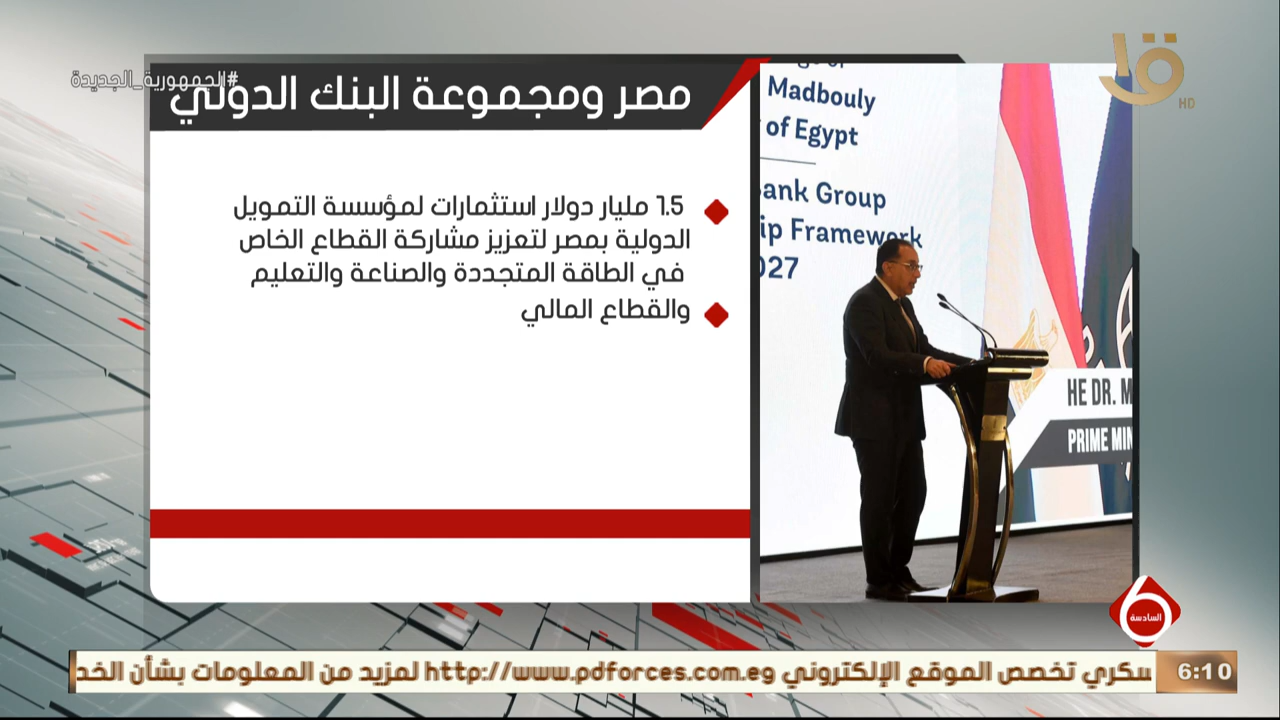 #الجمهورية_الجديدة
HD
مصر ومجموعة البنك الدولي
1.5 مليار دولار استثمارات لمؤسسة التمويل
الدولية بمصر لتعزيز مشاركة القطاع الخاص
في الطاقة المتجددة والصناعة والتعليم
والقطاع المالي
Madbouly
of Egypt
ank Group
ip Framework
027
HE DR. M
PRIME MIN
السادسة
سكري تخصص الموقع الإلكتروني http://www.pdforces.com.eg لمزيد من المعلومات بشأن الخد
6:10